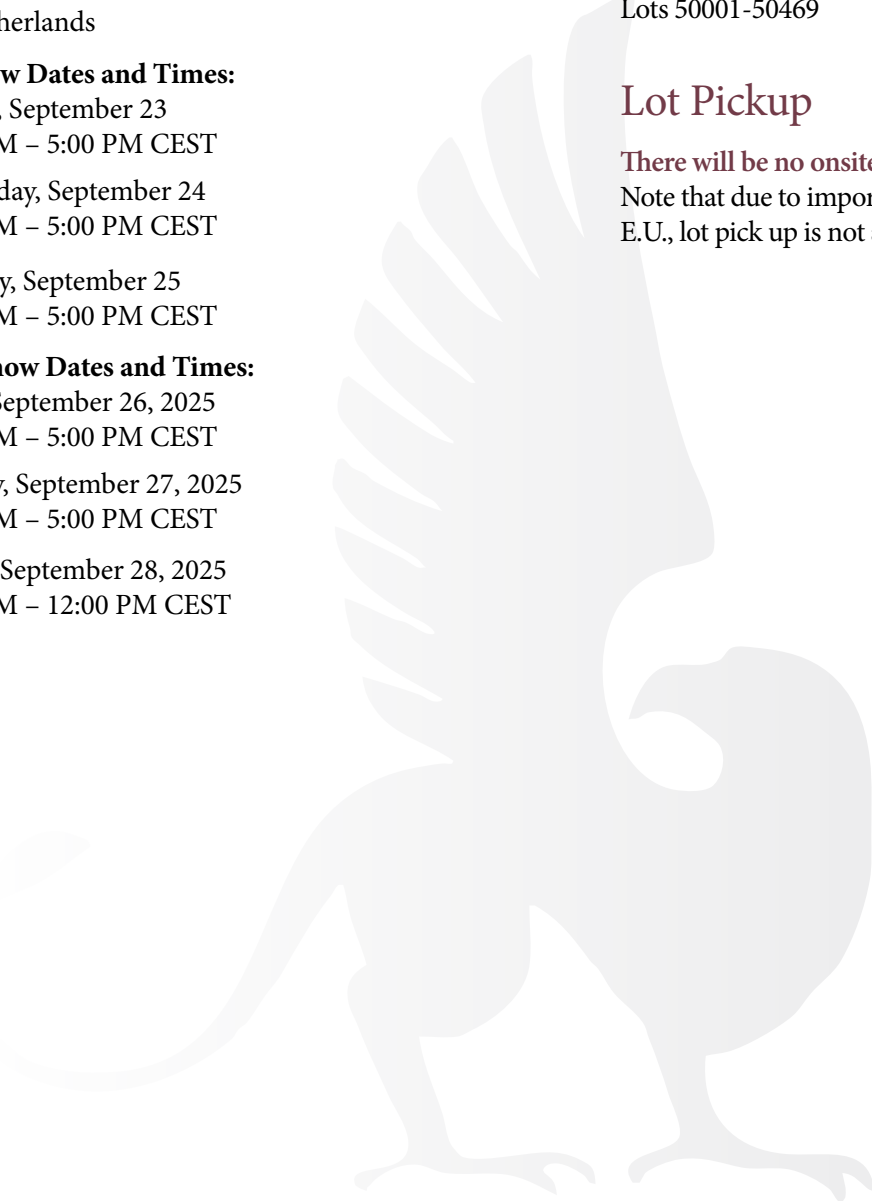 herlands
w Dates and Times:
, September 23
M – 5:00 PM CEST
day, September 24
M – 5:00 PM CEST
y, September 25
M – 5:00 PM CEST
now Dates and Times:
September 26, 2025
M – 5:00 PM CEST
y, September 27, 2025
M – 5:00 PM CEST
September 28, 2025
M – 12:00 PM CEST
Lots 50001-50469
Lot Pickup
There will be no onsite
Note that due to impor
E.U., lot pick up is not